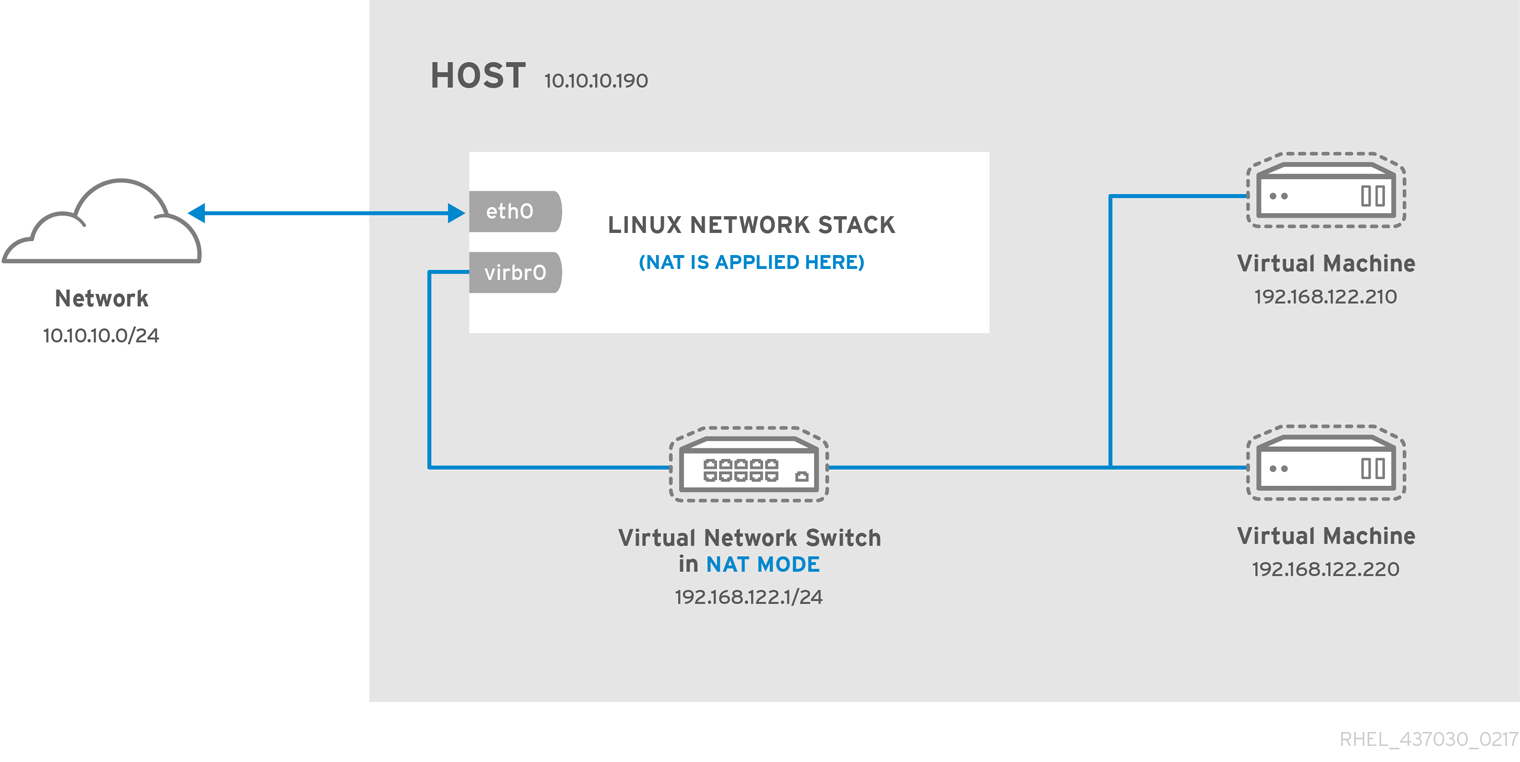 HOST 10.10.10.190
eth0
LINUX NETWORK STACK
(NAT IS APPLIED HERE)
virbr0
Network
10.10.10.0/24
Virtual Machine
192.168.122.210
Virtual Network Switch
in NAT MODE
192.168.122.1/24
Virtual Machine
192.168.122.220
RHEL_437030_0217